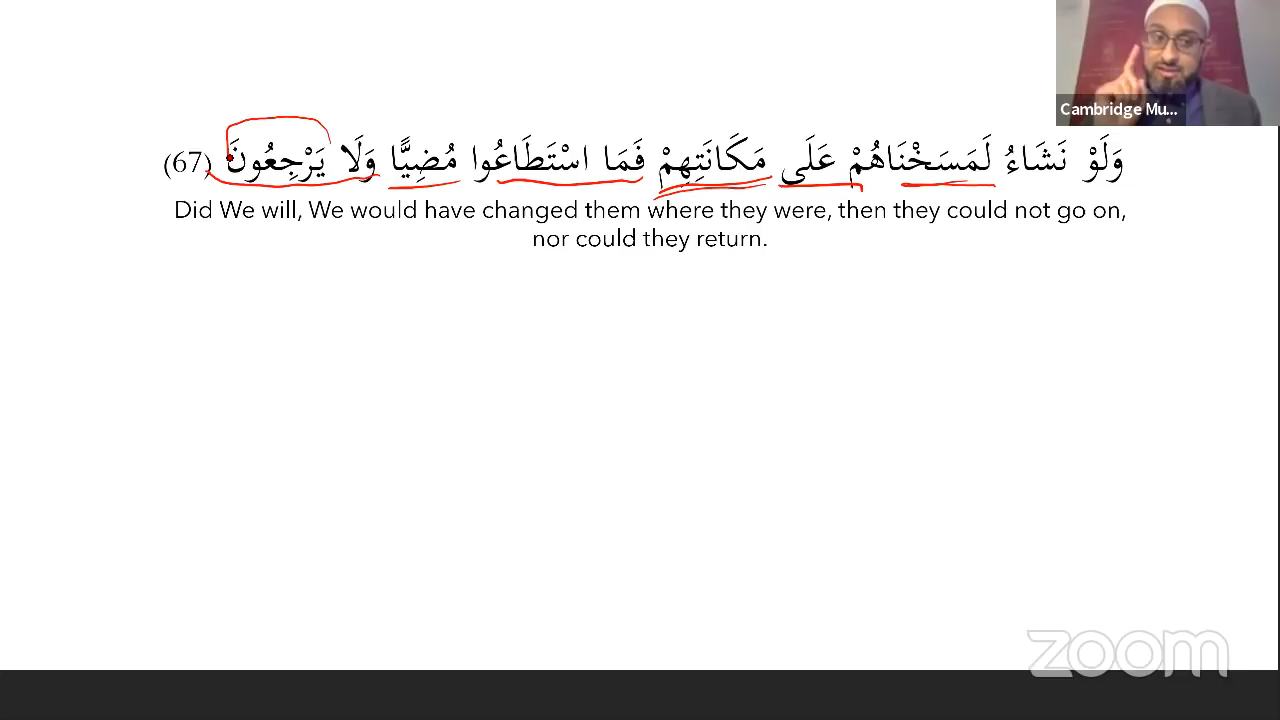 Cambridge Mu...
وَلَوْ نَشَاءُ لَمَسَخْنَاهُمْ عَلَى مَكَانَتِهِمْ فَمَا اسْتَطَاعُوا مُضِيًّا وَلَا يَرْجِعُونَ (67)
Did We will, We would have changed them where they were, then they could not go on,
nor could they return.
zoom